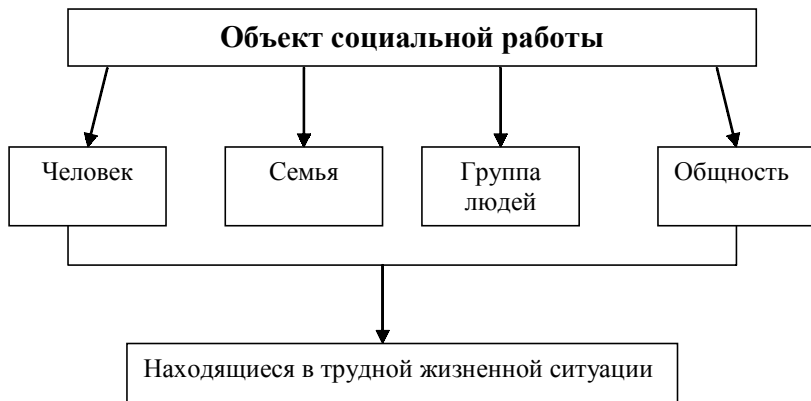 Объект социальной работы
Человек
Семья
Группа
людей
Общность
Находящиеся в трудной жизненной ситуации